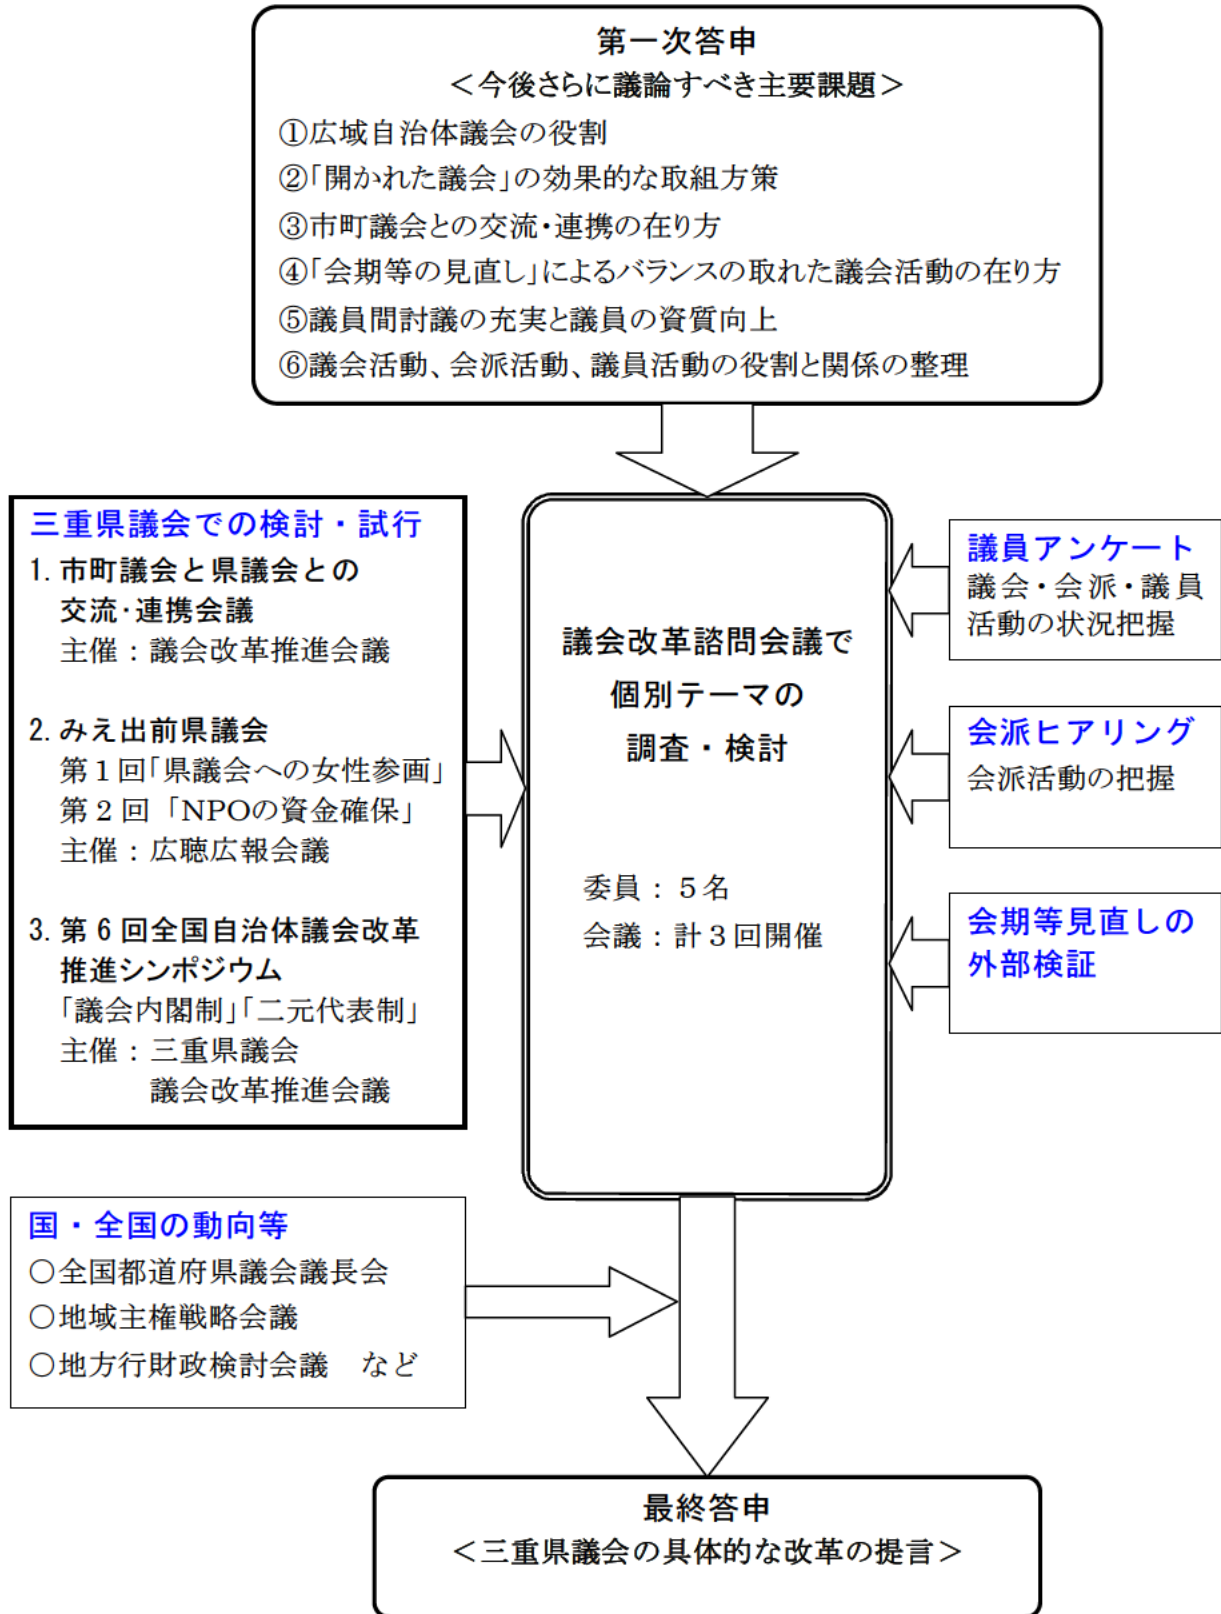 第一次答申
＜今後さらに議論すべき主要課題＞
①広域自治体議会の役割
②「開かれた議会」の効果的な取組方策
③市町議会との交流・連携の在り方
④「会期等の見直し」によるバランスの取れた議会活動の在り方
⑤議員間討議の充実と議員の資質向上
⑥議会活動、会派活動、議員活動の役割と関係の整理
三重県議会での検討・試行
1. 市町議会と県議会との
交流・連携会議
主催：議会改革推進会議
2. みえ出前県議会
第１回「県議会への女性参画」
第２回「NPOの資金確保」
主催：広聴広報会議
3. 第６回全国自治体議会改革
推進シンポジウム
「議会内閣制」「二元代表制」
主催：三重県議会
議会改革推進会議
議会改革諮問会議で
個別テーマの
調査・検討
委員：５名
会議：計３回開催
議員アンケート
議会・会派・議員
活動の状況把握
会派ヒアリング
会派活動の把握
会期等見直しの
外部検証
国・全国の動向等
○全国都道府県議会議長会
○地域主権戦略会議
○地方行財政検討会議　など
最終答申
＜三重県議会の具体的な改革の提言＞